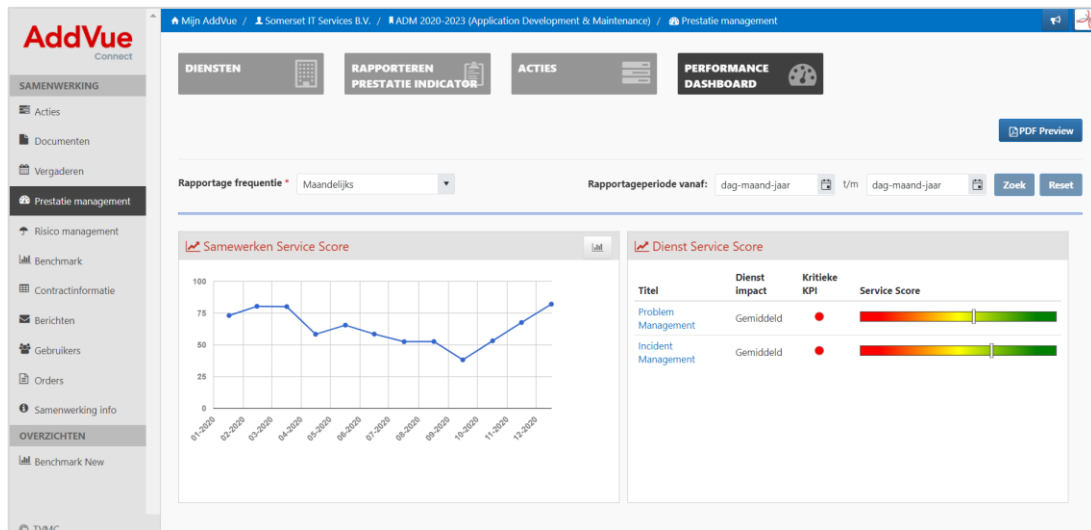 AddVue
Connect
Mijn AddVue / Somerset IT Services B.V. / ADM 2020-2023 (Application Development & Maintenance) / Prestatie management
SAMENWERKING
Acties
Documenten
Vergaderen
Prestatie management
Risico management
Benchmark
Contractinformatie
Berichten
Gebruikers
Orders
Samenwerking info
OVERZICHTEN
Benchmark New
© TVMC
DIENSTEN
RAPPORTEREN
PRESTATIE INDICATOR
ACTIES
PERFORMANCE
DASHBOARD
PDF Preview
Rapportage frequentie * Maandelijks
Rapportageperiode vanaf: dag-maand-jaar t/m dag-maand-jaar Zoek Reset
Samewerken Service Score
100
75
50
25
0
01-2020 02-2020 03-2020 04-2020 05-2020 06-2020 07-2020 08-2020 09-2020 10-2020 11-2020 12-2020
Dienst Service Score
Titel Dienst impact Kritieke KPI Service Score
Problem Management Gemiddeld
Incident Management Gemiddeld